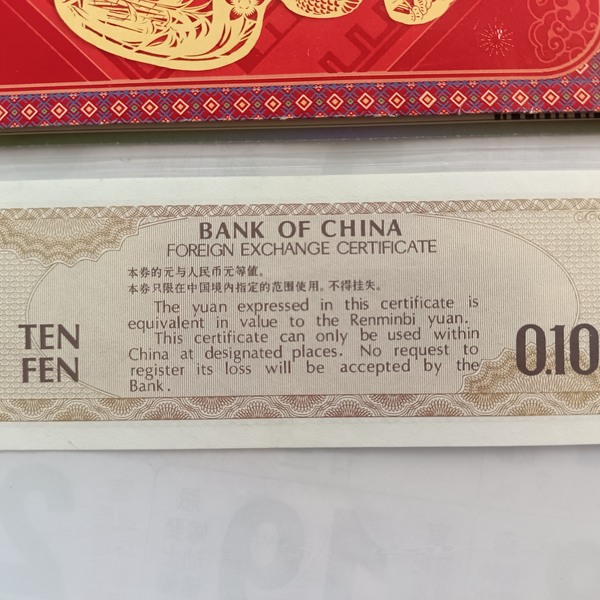 BANK OF CHINA
FOREIGN EXCHANGE CERTIFICATE
本券的元与人民币元等值。
本券只限在中国境内指定的范围使用。不得挂失。
The yuan expressed in this certificate is
equivalent in value to the Renminbi yuan.
This certificate can only be used within
China at designated places. No request to
register its loss will be accepted by the
Bank.
TEN
FEN
0.10